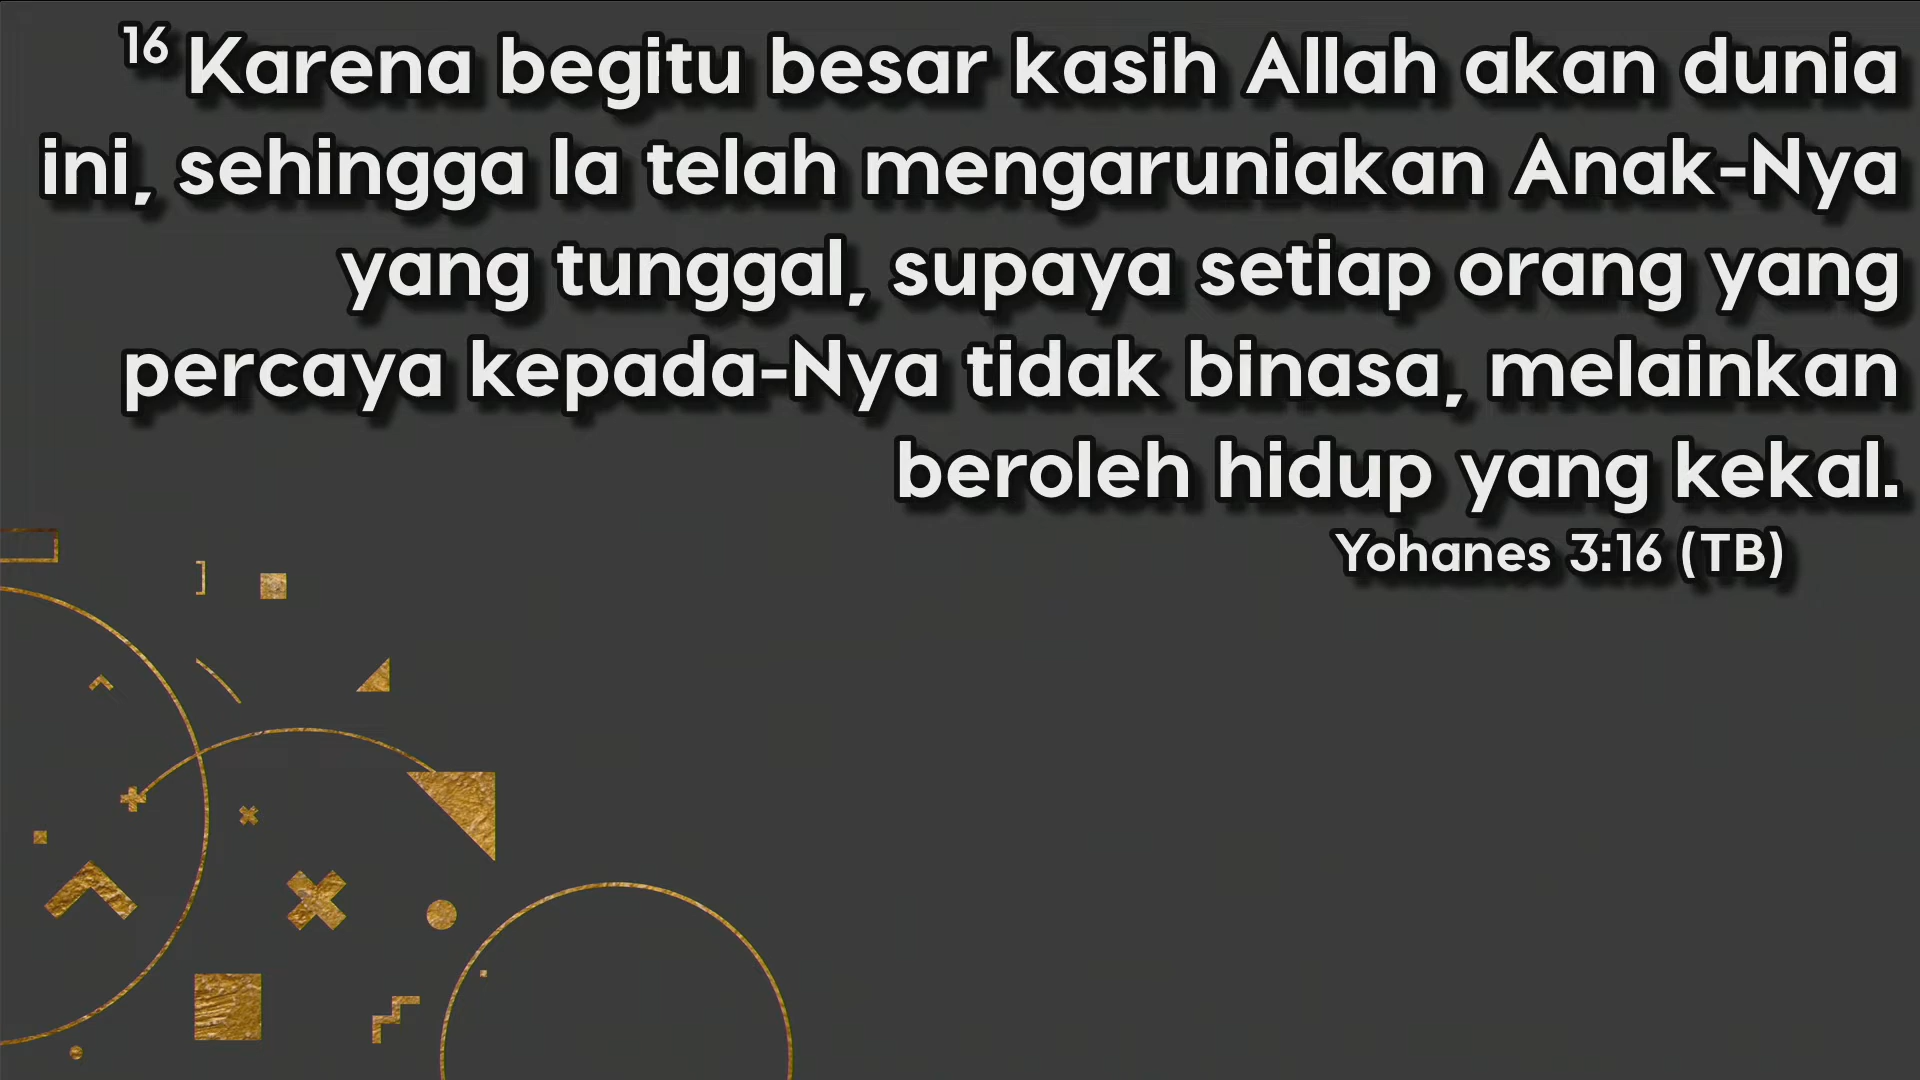 16 Karena begitu besar kasih Allah akan dunia
ini, sehingga Ia telah mengaruniakan Anak-Nya
yang tunggal, supaya setiap orang yang
percaya kepada-Nya tidak binasa, melainkan
beroleh hidup yang kekal.
Yohanes 3:16 (TB)